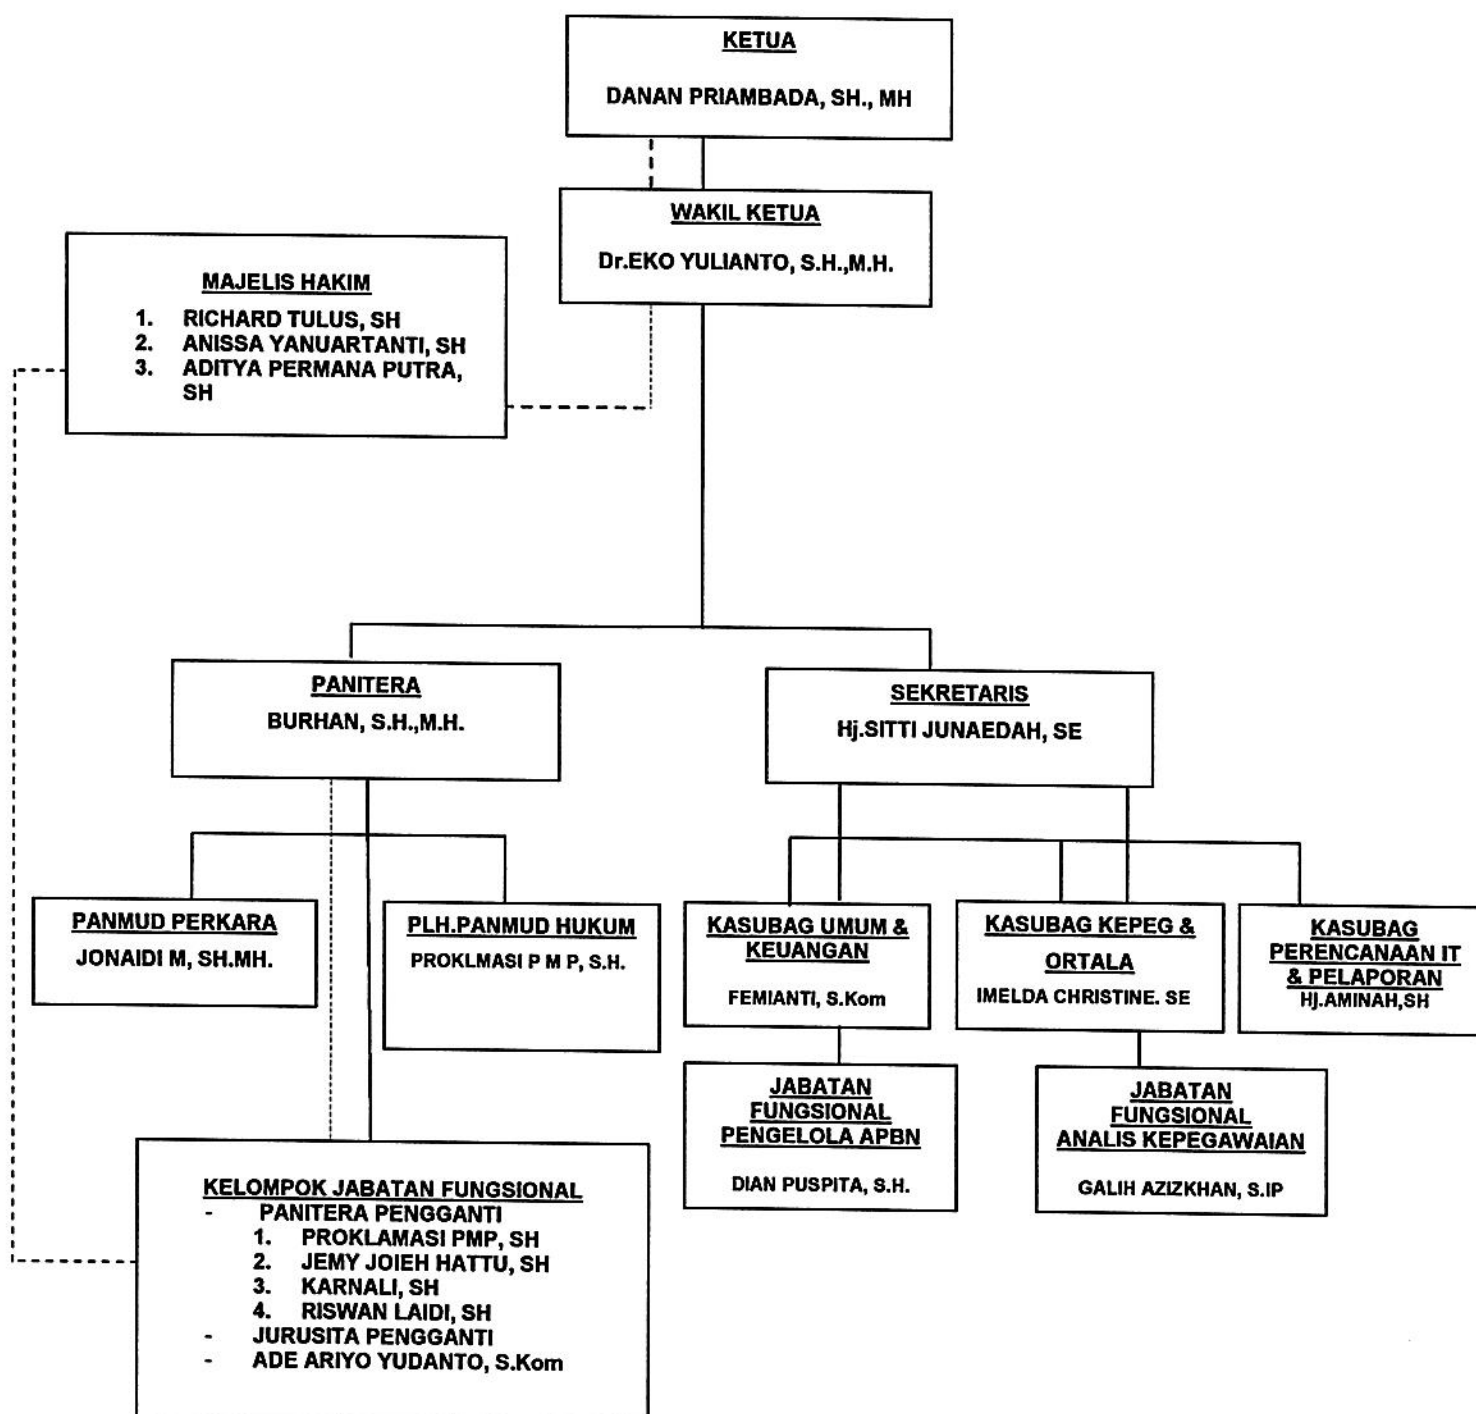 KETUA
DANAN PRIAMBADA, SH., MH
WAKIL KETUA
Dr.EKO YULIANTO, S.H.,M.H.
MAJELIS HAKIM
1. RICHARD TULUS, SH
2. ANISSA YANUARTANTI, SH
3. ADITYA PERMANA PUTRA,
SH
PANITERA
BURHAN, S.H.,M.H.
SEKRETARIS
Hj.SITTI JUNAEDAH, SE
PANMUD PERKARA
JONAIDI M, SH.MH.
PLH.PANMUD HUKUM
PROKLMASI P M P, S.H.
KASUBAG UMUM &
KEUANGAN
FEMIANTI, S.Kom
KASUBAG KEPEG &
ORTALA
IMELDA CHRISTINE. SE
KASUBAG
PERENCANAAN IT
& PELAPORAN
Hj.AMINAH,SH
JABATAN
FUNGSIONAL
PENGELOLA APBN
DIAN PUSPITA, S.H.
JABATAN
FUNGSIONAL
ANALIS KEPEGAWAIAN
GALIH AZIZKHAN, S.IP
KELOMPOK JABATAN FUNGSIONAL
- PANITERA PENGGANTI
1. PROKLAMASI PMP, SH
2. JEMY JOIEH HATTU, SH
3. KARNALI, SH
4. RISWAN LAIDI, SH
- JURUSITA PENGGANTI
- ADE ARIYO YUDANTO, S.Kom